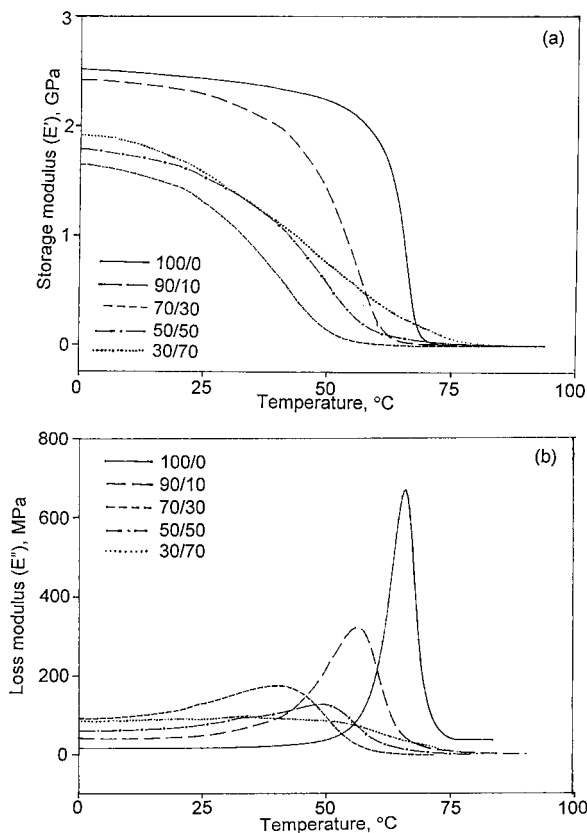 (a)
Storage modulus (E'), GPa
3
2
1
0
100/0
90/10
70/30
50/50
30/70
0 25 50 75 100
Temperature, °C
(b)
Loss modulus (E"), MPa
800
600
400
200
0
100/0
90/10
70/30
50/50
30/70
0 25 50 75 100
Temperature, °C